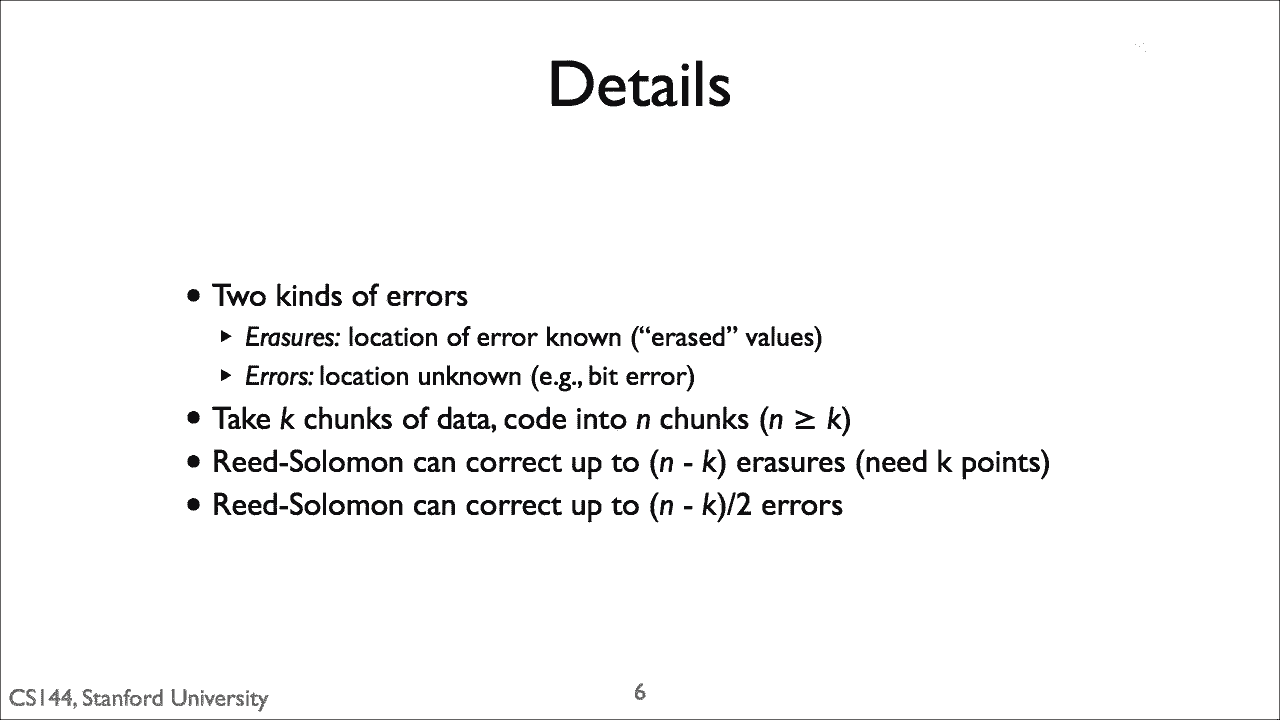 Details
• Two kinds of errors
▸ Erasures: location of error known (“erased” values)
▸ Errors: location unknown (e.g., bit error)
• Take k chunks of data, code into n chunks (n ≥ k)
• Reed-Solomon can correct up to (n - k) erasures (need k points)
• Reed-Solomon can correct up to (n - k)/2 errors
CS144, Stanford University
6